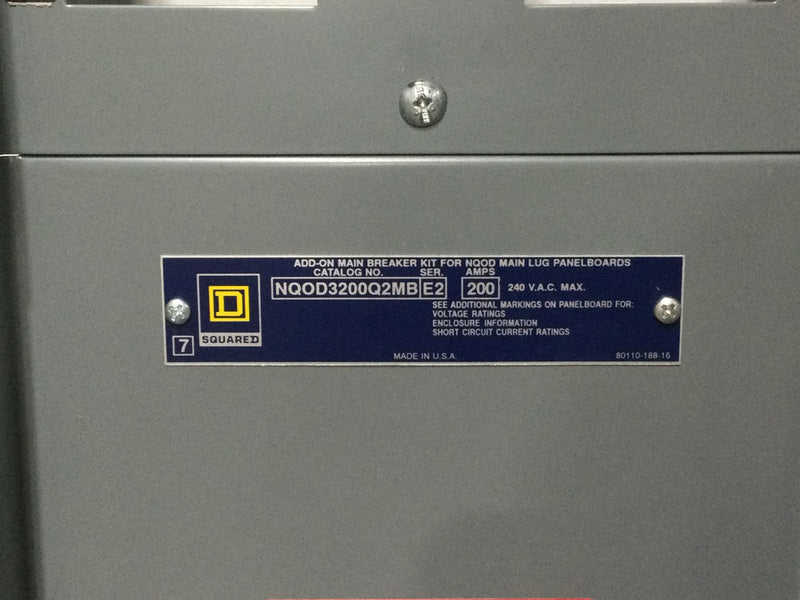 ADD-ON MAIN BREAKER KIT FOR NQOD MAIN LUG PANELBOARDS
CATALOG NO. SER. AMPS
NQOD3200Q2MB E2 200 240 V.A.C. MAX.
SEE ADDITIONAL MARKINGS ON PANELBOARD FOR:
VOLTAGE RATINGS
ENCLOSURE INFORMATION
SHORT CIRCUIT CURRENT RATINGS
D
SQUARE D
7
MADE IN U.S.A.
80110-188-16